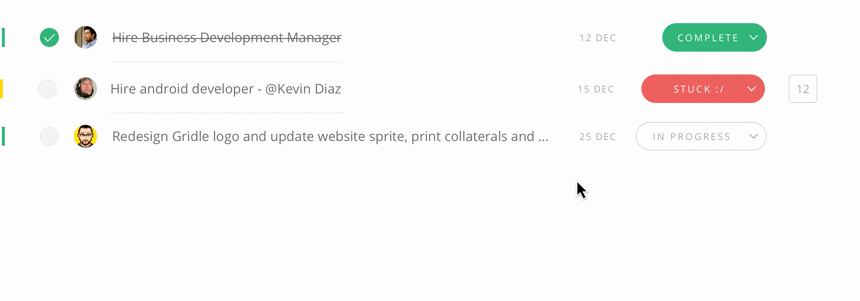 Hire Business Development Manager 12 DEC COMPLETE
Hire android developer - @Kevin Diaz 15 DEC STUCK :/ 12
Redesign Gridle logo and update website sprite, print collaterals and ... 25 DEC IN PROGRESS